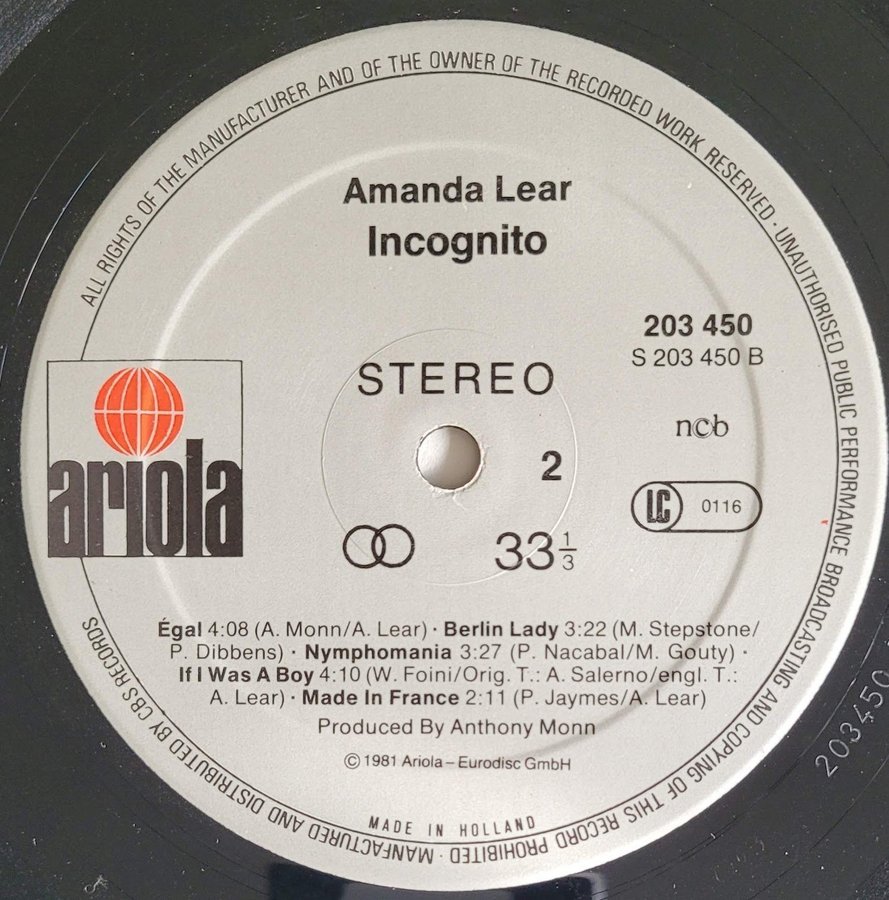 ALL RIGHTS OF THE MANUFACTURER AND OF THE OWNER OF THE RECORDED WORK RESERVED · UNAUTHORISED PUBLIC PERFORMANCE BROADCASTING AND COPYING OF THIS RECORD PROHIBITED · MANUFACTURED AND DISTRIBUTED BY CBS RECORDS
Amanda Lear
Incognito
203 450
S 203 450 B
STEREO
ncb
ariola
2
LC 0116
33 1/3
Égal 4:08 (A. Monn/A. Lear) · Berlin Lady 3:22 (M. Stepstone/
P. Dibbens) · Nymphomania 3:27 (P. Nacabal/M. Gouty) ·
If I Was A Boy 4:10 (W. Foini/Orig. T.: A. Salerno/engl. T.:
A. Lear) · Made In France 2:11 (P. Jaymes/A. Lear)
Produced By Anthony Monn
© 1981 Ariola – Eurodisc GmbH
MADE IN HOLLAND
203450